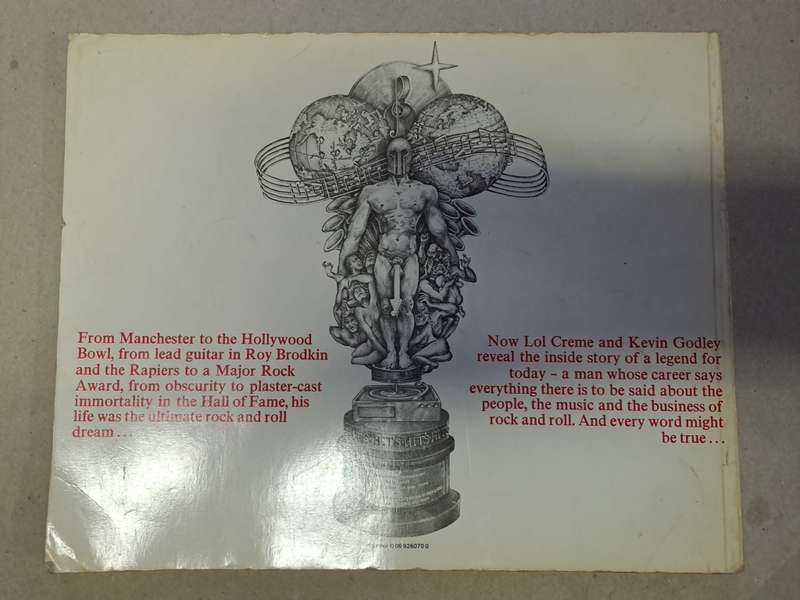 From Manchester to the Hollywood
Bowl, from lead guitar in Roy Brodkin
and the Rapiers to a Major Rock
Award, from obscurity to plaster-cast
immortality in the Hall of Fame, his
life was the ultimate rock and roll
dream...
Now Lol Creme and Kevin Godley
reveal the inside story of a legend for
today – a man whose career says
everything there is to be said about the
people, the music and the business of
rock and roll. And every word might
be true...